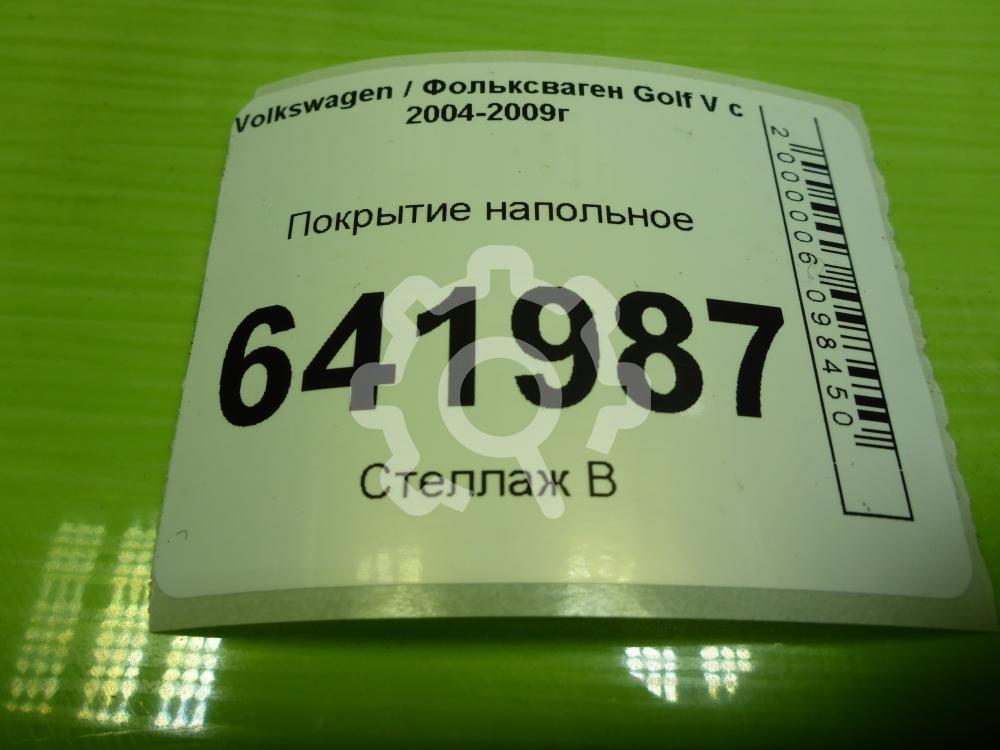 Volkswagen / Фольксваген Golf V с
2004-2009г
Покрытие напольное
641987
Стеллаж В
2000006098450